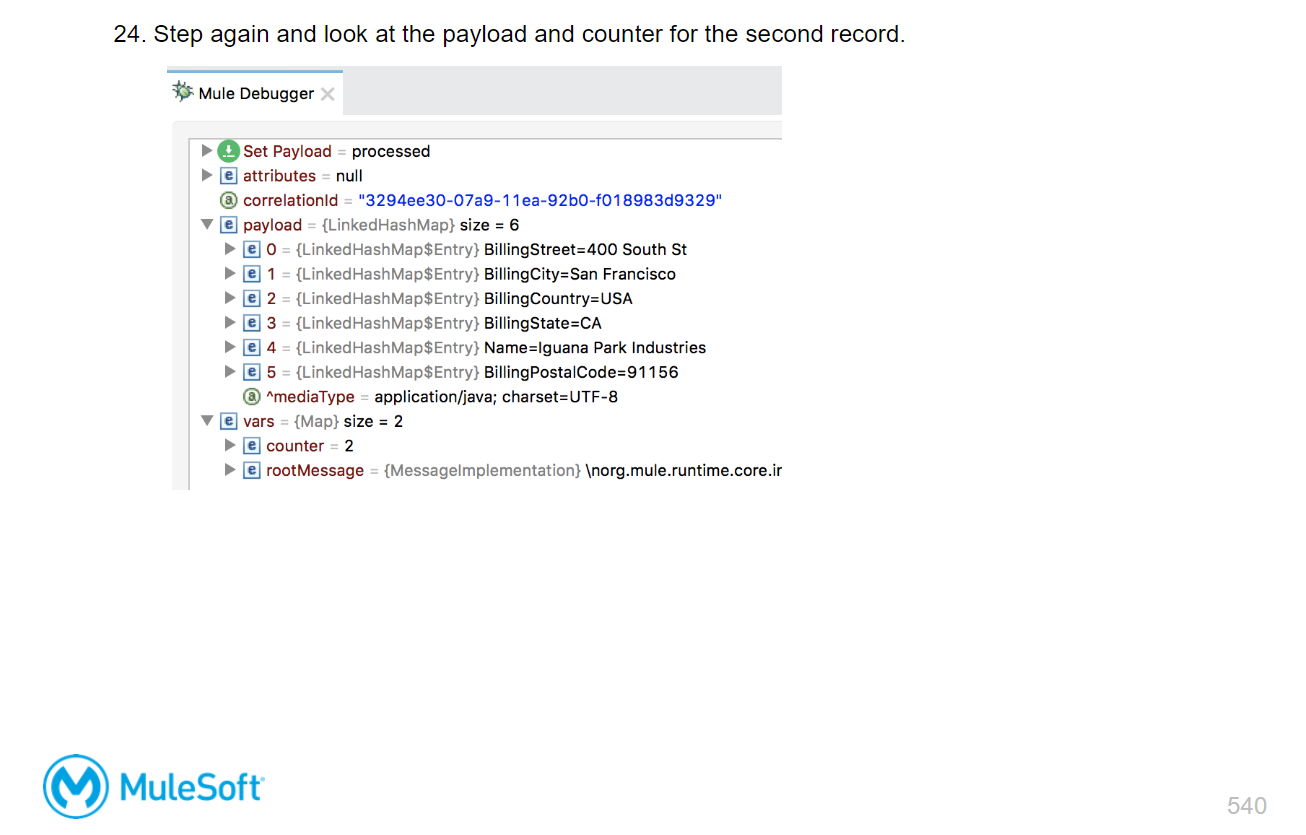 24. Step again and look at the payload and counter for the second record.
Mule Debugger
Set Payload = processed
attributes = null
correlationId = "3294ee30-07a9-11ea-92b0-f018983d9329"
payload = {LinkedHashMap} size = 6
0 = {LinkedHashMap$Entry} BillingStreet=400 South St
1 = {LinkedHashMap$Entry} BillingCity=San Francisco
2 = {LinkedHashMap$Entry} BillingCountry=USA
3 = {LinkedHashMap$Entry} BillingState=CA
4 = {LinkedHashMap$Entry} Name=Iguana Park Industries
5 = {LinkedHashMap$Entry} BillingPostalCode=91156
^mediaType = application/java; charset=UTF-8
vars = {Map} size = 2
counter = 2
rootMessage = {MessageImplementation} \norg.mule.runtime.core.ir
MuleSoft
540